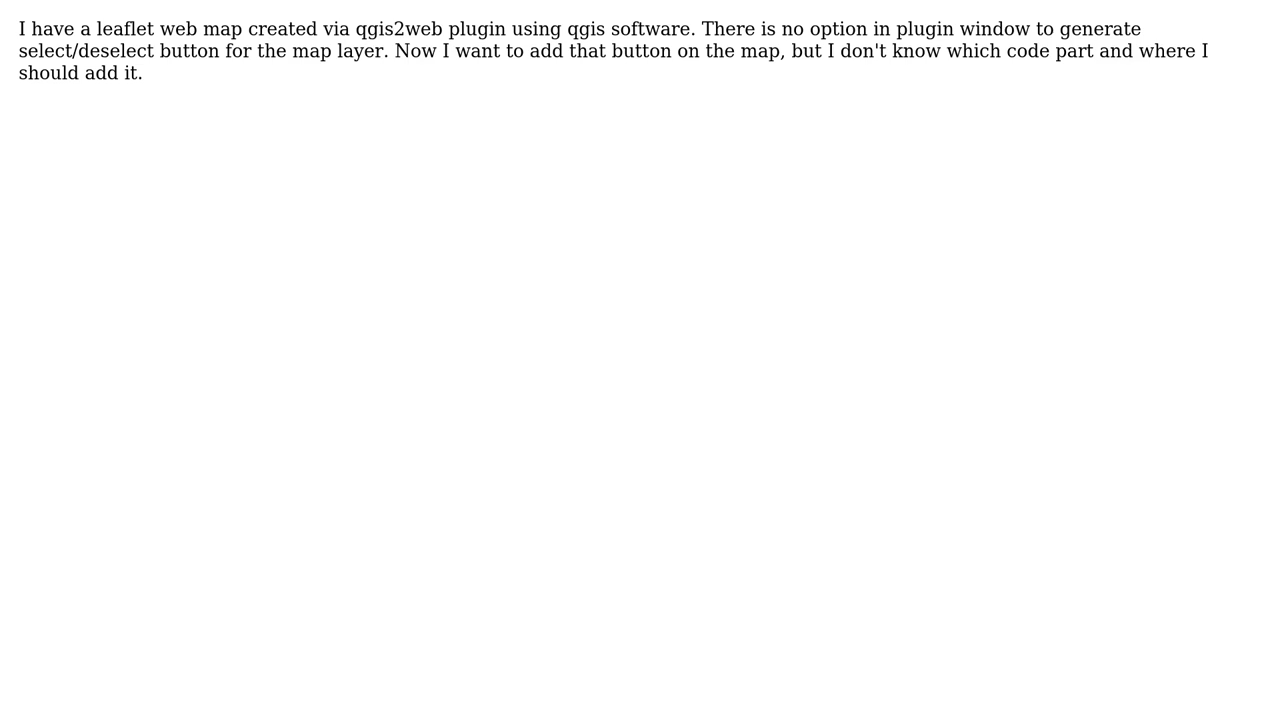 I have a leaflet web map created via qgis2web plugin using qgis software. There is no option in plugin window to generate
select/deselect button for the map layer. Now I want to add that button on the map, but I don't know which code part and where I
should add it.